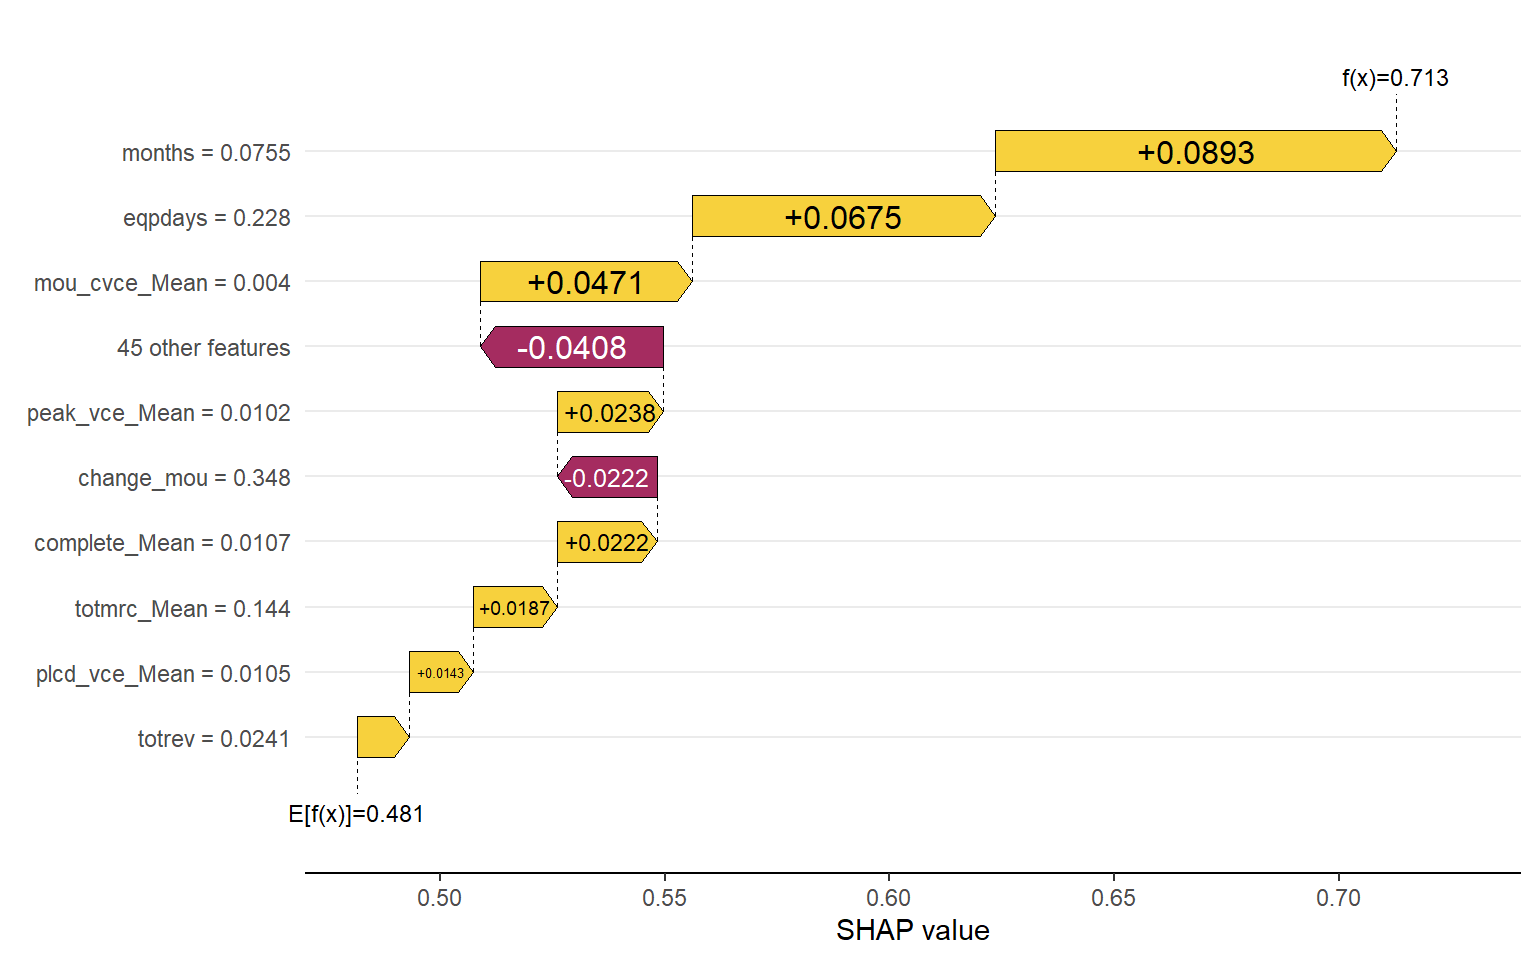 f(x)=0.713
months = 0.0755 +0.0893
eqpdays = 0.228 +0.0675
mou_cvce_Mean = 0.004 +0.0471
45 other features -0.0408
peak_vce_Mean = 0.0102 +0.0238
change_mou = 0.348 -0.0222
complete_Mean = 0.0107 +0.0222
totmrc_Mean = 0.144 +0.0187
plcd_vce_Mean = 0.0105 +0.0143
totrev = 0.0241
E[f(x)]=0.481
0.50 0.55 0.60 0.65 0.70
SHAP value